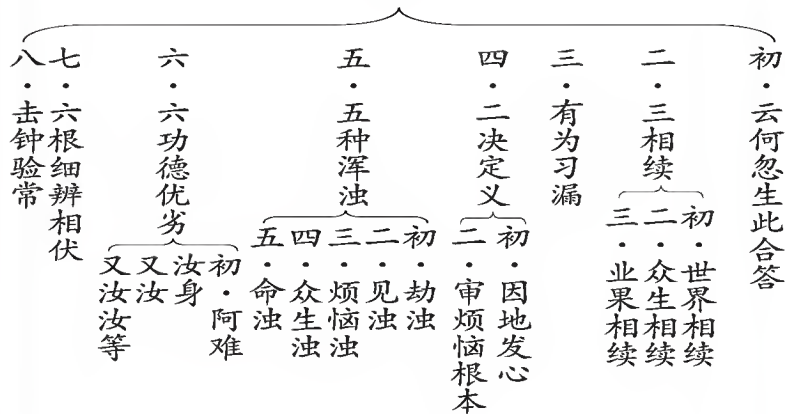 初·云何忽生此合答
二·三相续
初·世界相续
二·众生相续
三·业果相续
三·有为习漏
四·二决定义
初·因地发心
二·审烦恼根本
五·五种浑浊
初·劫浊
二·见浊
三·烦恼浊
四·众生浊
五·命浊
六·六功德优劣
初·阿难
汝身
又汝
又汝汝等
七·六根细辨相伏
八·击钟验常